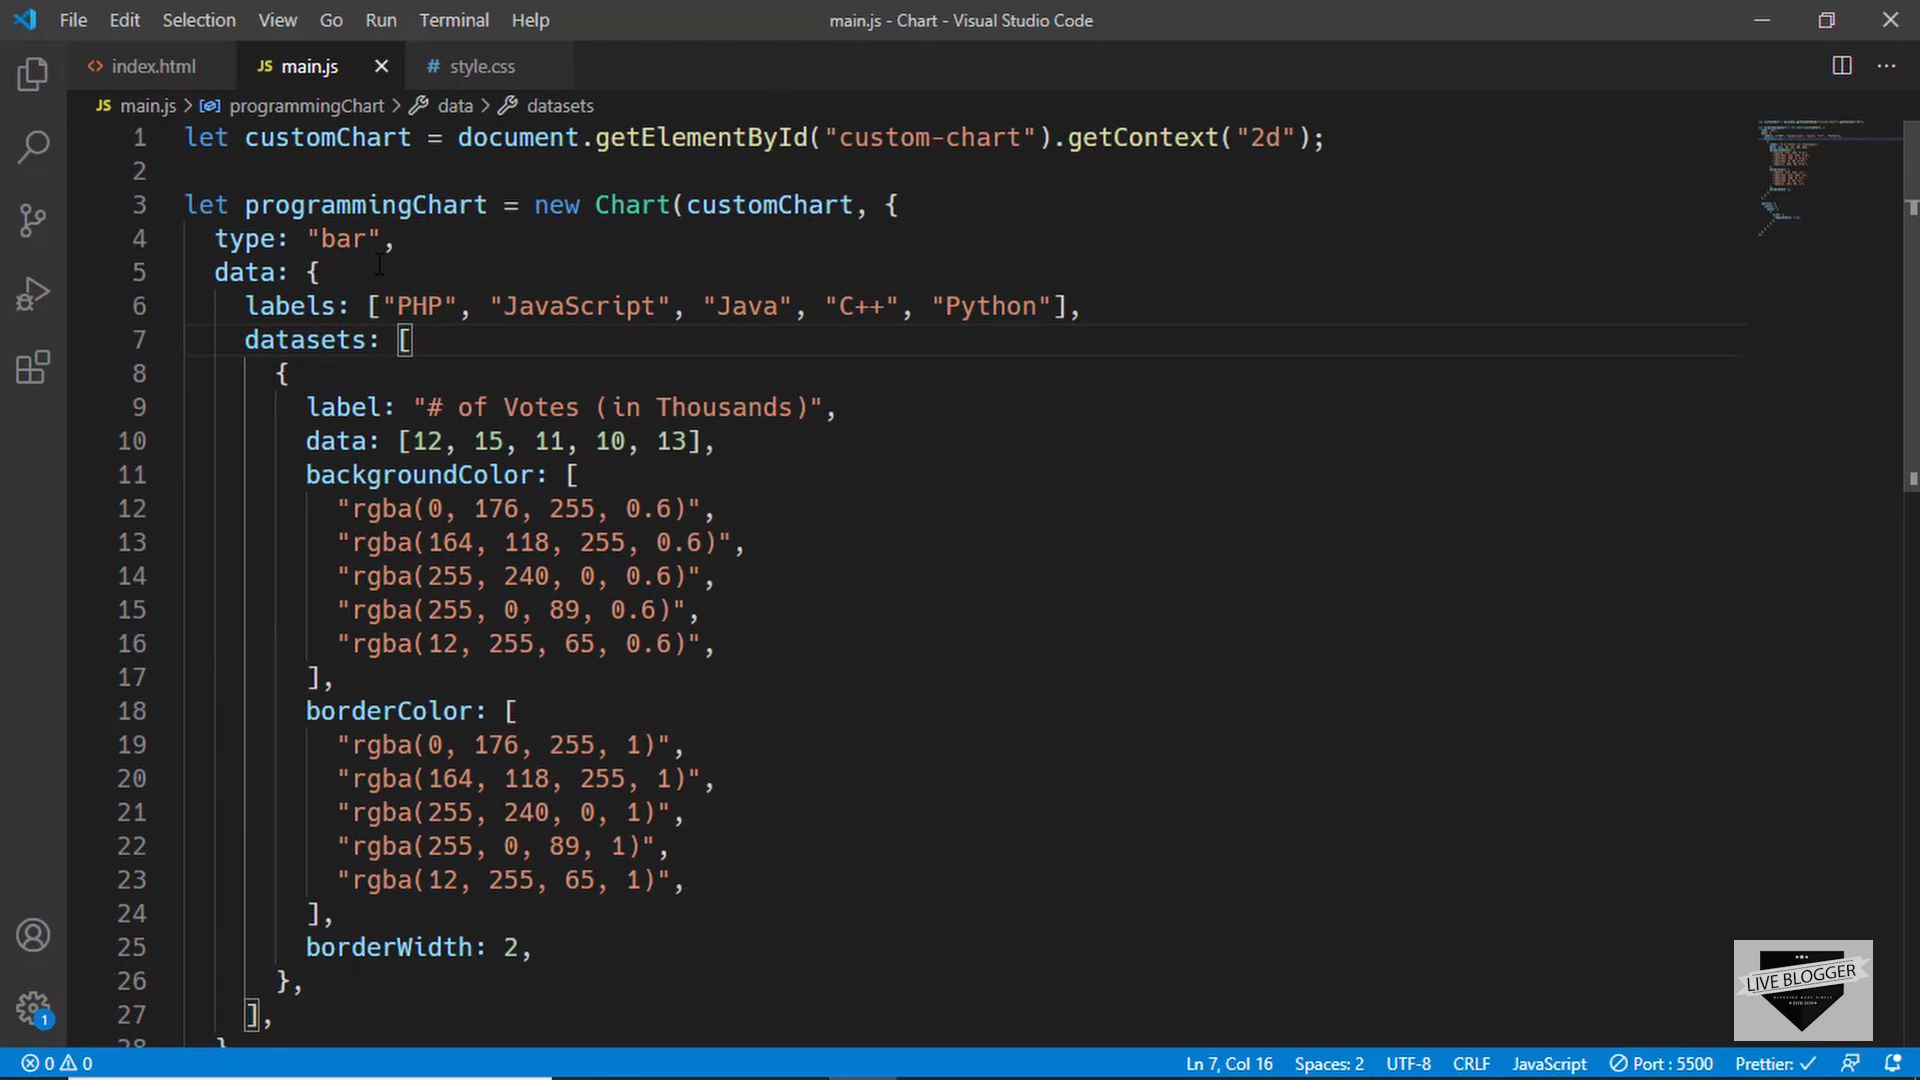 File Edit Selection View Go Run Terminal Help main.js - Chart - Visual Studio Code
index.html JS main.js # style.css
JS main.js > programmingChart > data > datasets
1 let customChart = document.getElementById("custom-chart").getContext("2d");
2
3 let programmingChart = new Chart(customChart, {
4 type: "bar",
5 data: {
6 labels: ["PHP", "JavaScript", "Java", "C++", "Python"],
7 datasets: [
8 {
9 label: "# of Votes (in Thousands)",
10 data: [12, 15, 11, 10, 13],
11 backgroundColor: [
12 "rgba(0, 176, 255, 0.6)",
13 "rgba(164, 118, 255, 0.6)",
14 "rgba(255, 240, 0, 0.6)",
15 "rgba(255, 0, 89, 0.6)",
16 "rgba(12, 255, 65, 0.6)",
17 ],
18 borderColor: [
19 "rgba(0, 176, 255, 1)",
20 "rgba(164, 118, 255, 1)",
21 "rgba(255, 240, 0, 1)",
22 "rgba(255, 0, 89, 1)",
23 "rgba(12, 255, 65, 1)",
24 ],
25 borderWidth: 2,
26 },
27 ],
28 }
LIVE BLOGGER
1
0 0 Ln 7, Col 16 Spaces: 2 UTF-8 CRLF JavaScript Port : 5500 Prettier: ✓